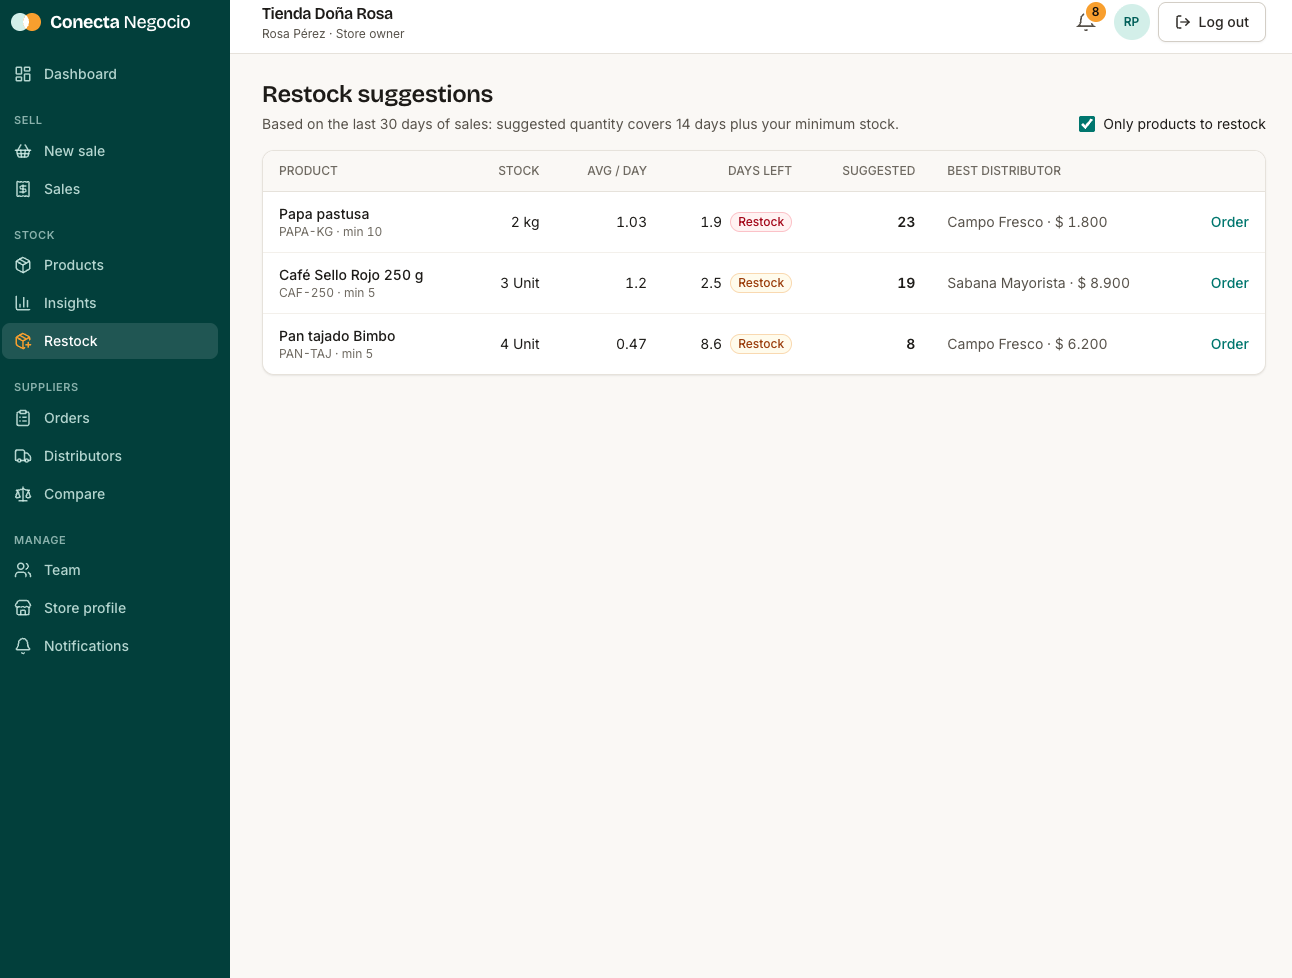 Conecta Negocio
Dashboard
SELL
New sale
Sales
STOCK
Products
Insights
Restock
SUPPLIERS
Orders
Distributors
Compare
MANAGE
Team
Store profile
Notifications
Tienda Doña Rosa
Rosa Pérez · Store owner
8
RP
Log out
Restock suggestions
Based on the last 30 days of sales: suggested quantity covers 14 days plus your minimum stock.
Only products to restock
PRODUCT STOCK AVG / DAY DAYS LEFT SUGGESTED BEST DISTRIBUTOR
Papa pastusa
PAPA-KG · min 10
2 kg 1.03 1.9 Restock 23 Campo Fresco · $ 1.800 Order
Café Sello Rojo 250 g
CAF-250 · min 5
3 Unit 1.2 2.5 Restock 19 Sabana Mayorista · $ 8.900 Order
Pan tajado Bimbo
PAN-TAJ · min 5
4 Unit 0.47 8.6 Restock 8 Campo Fresco · $ 6.200 Order